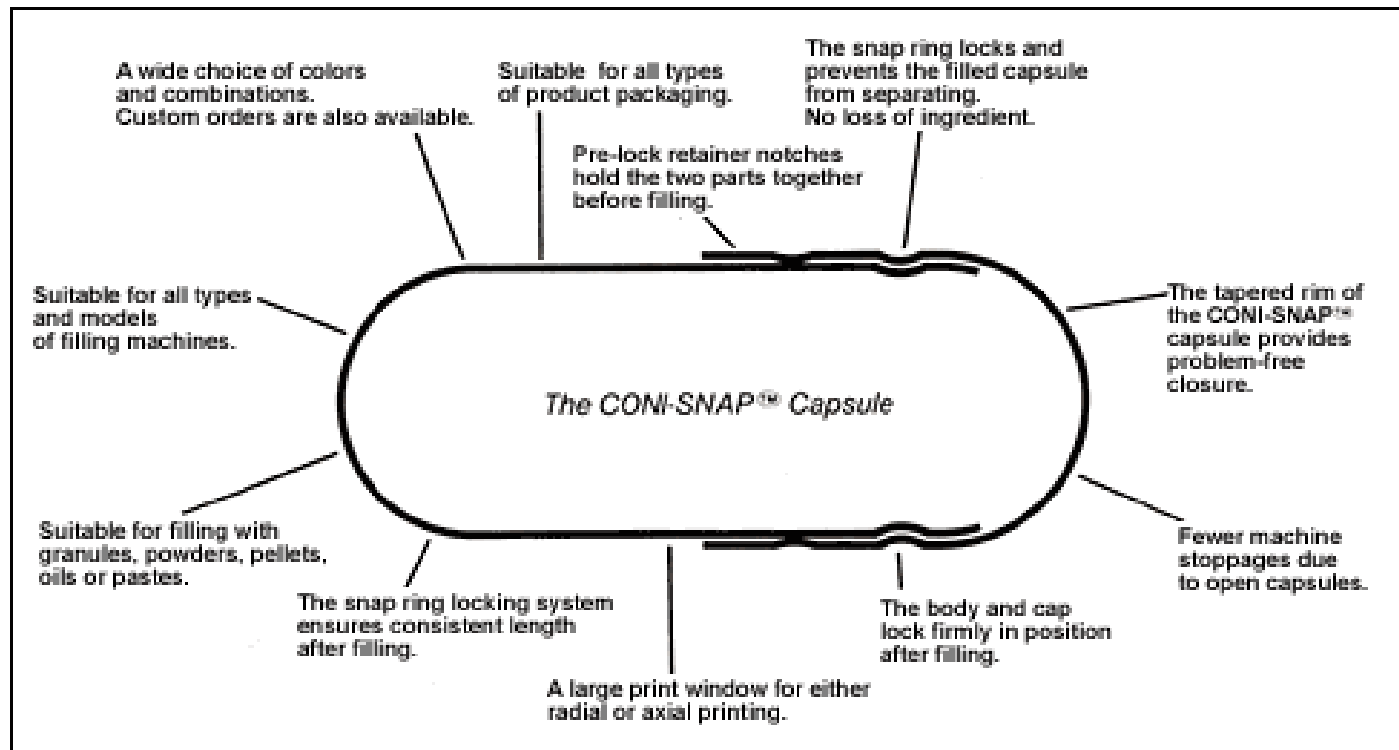 A wide choice of colors
and combinations.
Custom orders are also available.
Suitable for all types
of product packaging.
The snap ring locks and
prevents the filled capsule
from separating.
No loss of ingredient.
Pre-lock retainer notches
hold the two parts together
before filling.
Suitable for all types
and models
of filling machines.
The tapered rim of
the CONI-SNAP™
capsule provides
problem-free
closure.
The CONI-SNAP™ Capsule
Suitable for filling with
granules, powders, pellets,
oils or pastes.
Fewer machine
stoppages due
to open capsules.
The snap ring locking system
ensures consistent length
after filling.
The body and cap
lock firmly in position
after filling.
A large print window for either
radial or axial printing.